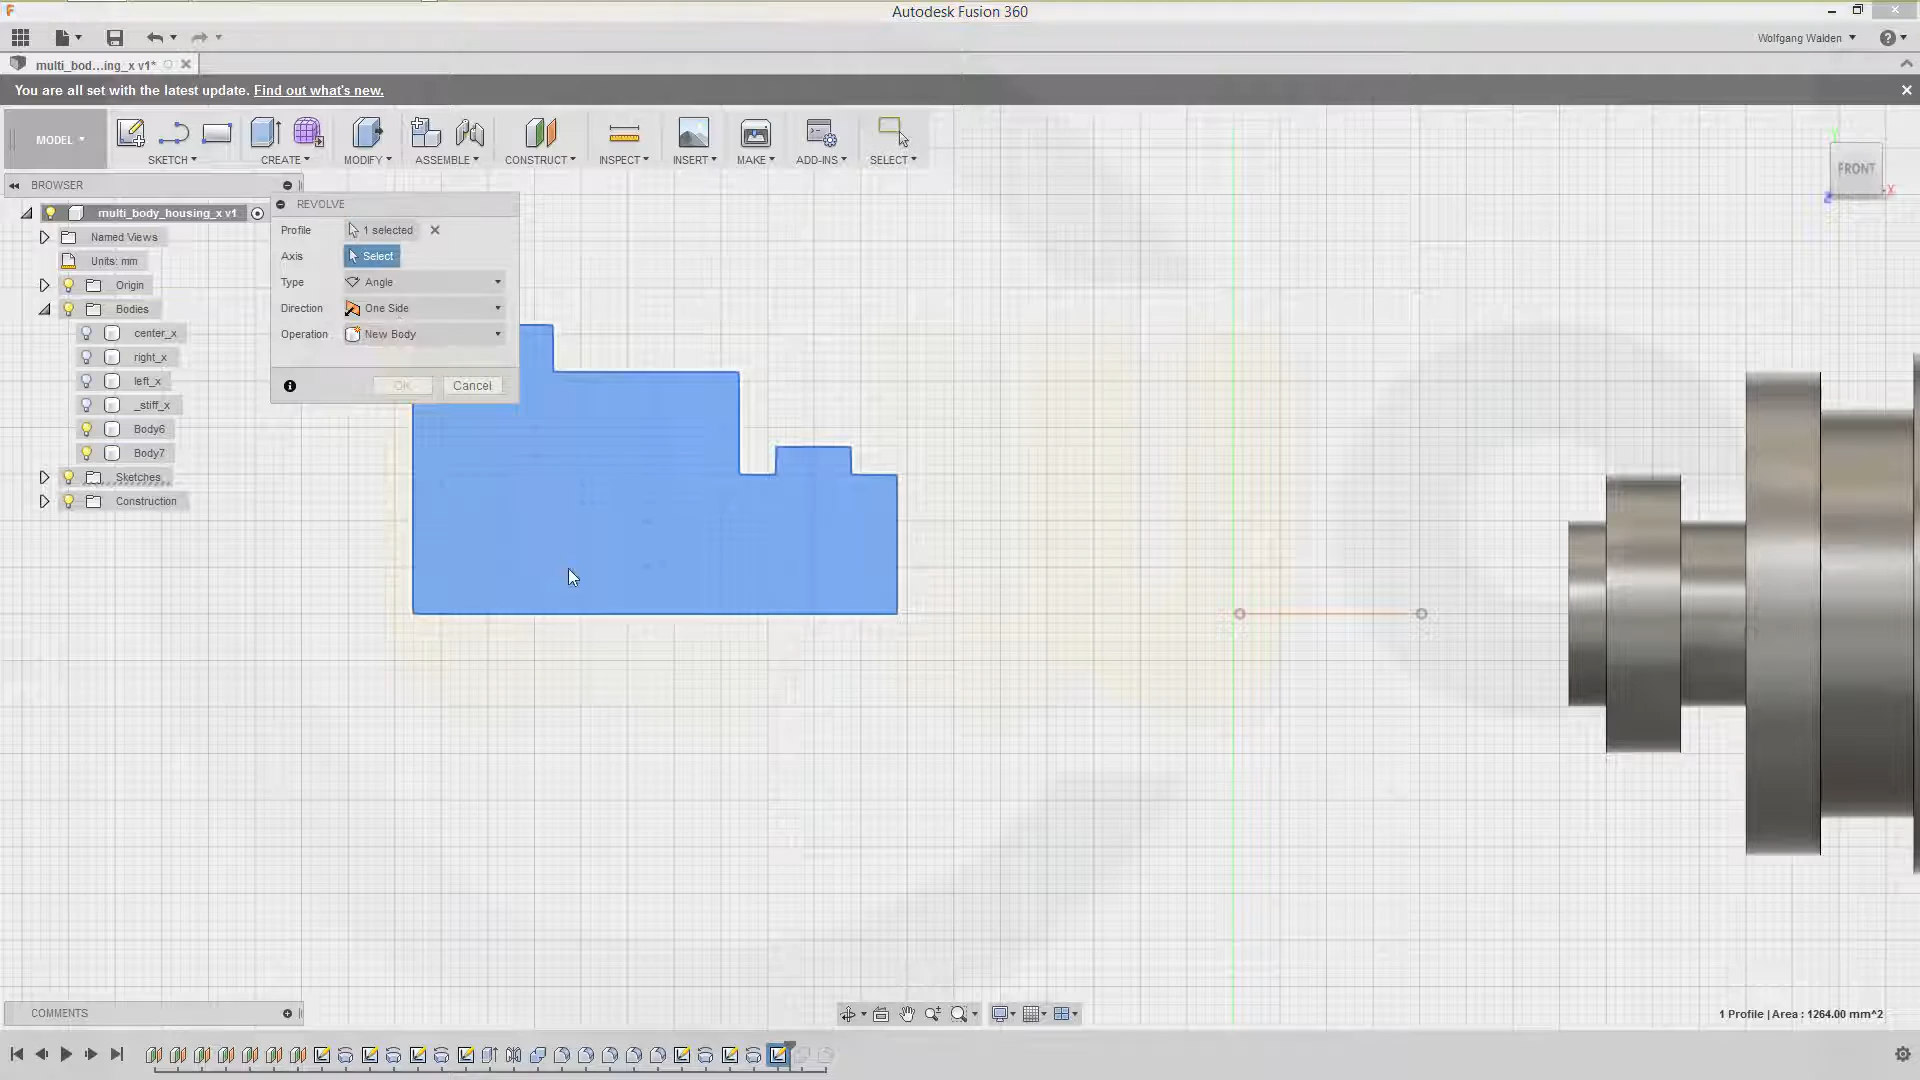 Autodesk Fusion 360
Wolfgang Walden
multi_bod...ing_x v1*
You are all set with the latest update. Find out what's new.
MODEL
SKETCH
CREATE
MODIFY
ASSEMBLE
CONSTRUCT
INSPECT
INSERT
MAKE
ADD-INS
SELECT
FRONT
Y
X
Z
BROWSER
multi_body_housing_x v1
Named Views
Units: mm
Origin
Bodies
center_x
right_x
left_x
_stiff_x
Body6
Body7
Sketches
Construction
REVOLVE
Profile 1 selected
Axis Select
Type Angle
Direction One Side
Operation New Body
OK Cancel
COMMENTS
1 Profile | Area : 1264.00 mm^2